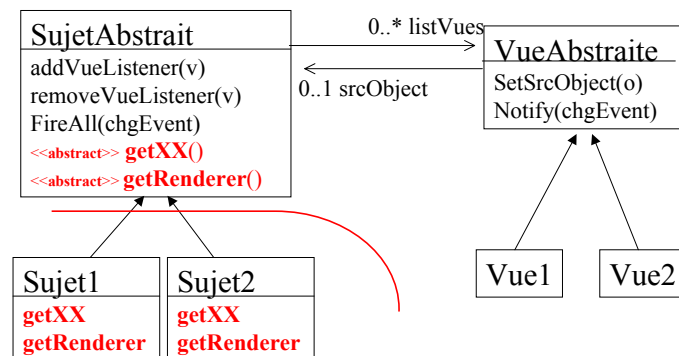 SujetAbstrait
addVueListener(v)
removeVueListener(v)
FireAll(chgEvent)
<<abstract>> getXX()
<<abstract>> getRenderer()
0..* listVues
0..1 srcObject
VueAbstraite
SetSrcObject(o)
Notify(chgEvent)
Sujet1
getXX
getRenderer
Sujet2
getXX
getRenderer
Vue1
Vue2